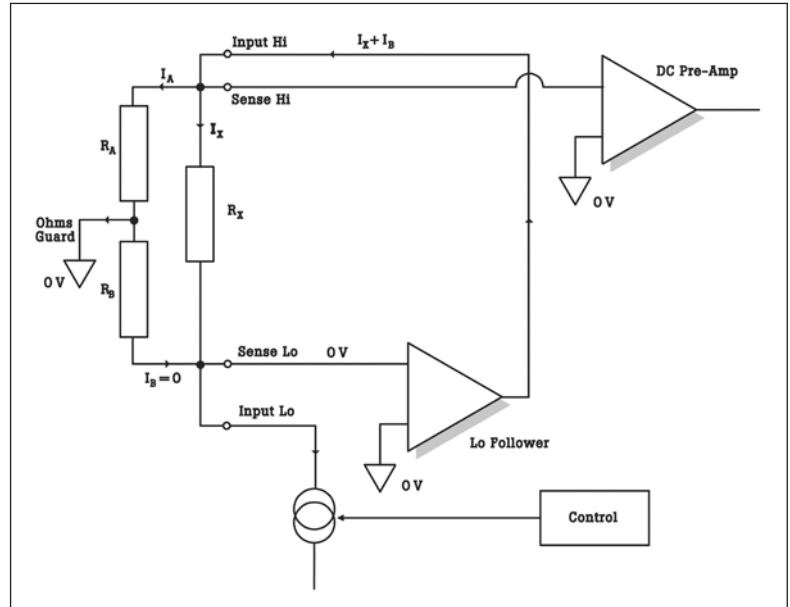 Input Hi
I_X + I_B
DC Pre-Amp
I_A
Sense Hi
I_X
R_A
0 V
Ohms
Guard
R_X
0 V
R_B
Sense Lo
0 V
I_B = 0
Input Lo
Lo Follower
0 V
Control